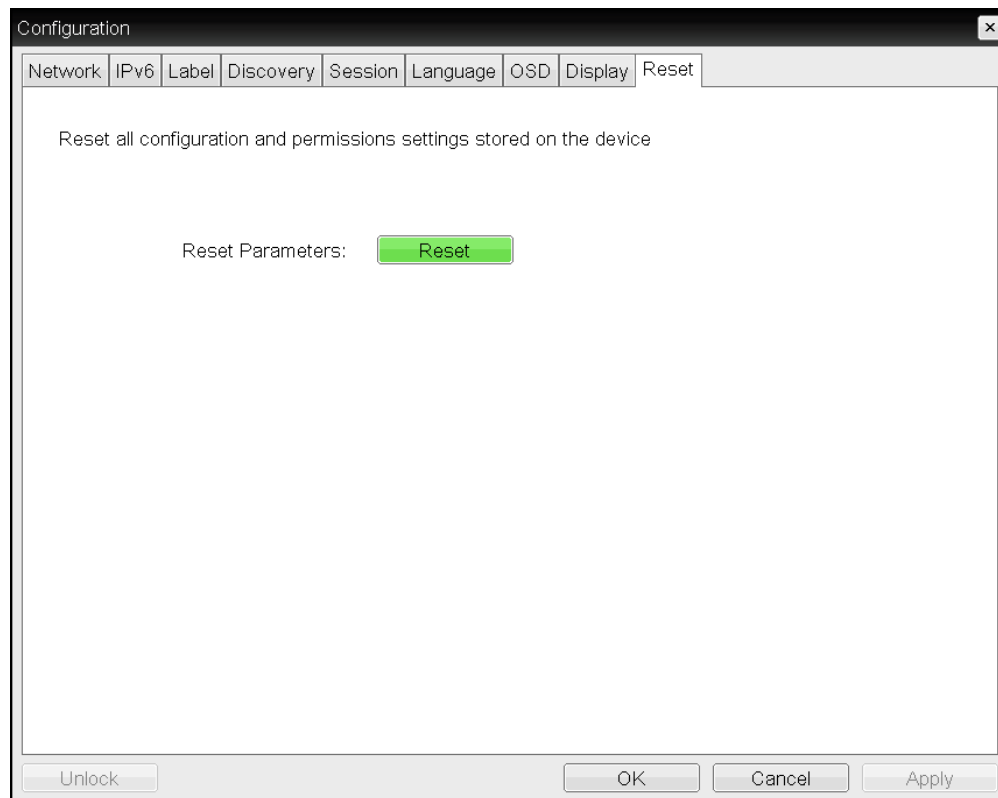 Configuration
Network IPv6 Label Discovery Session Language OSD Display Reset
Reset all configuration and permissions settings stored on the device
Reset Parameters: Reset
Unlock OK Cancel Apply